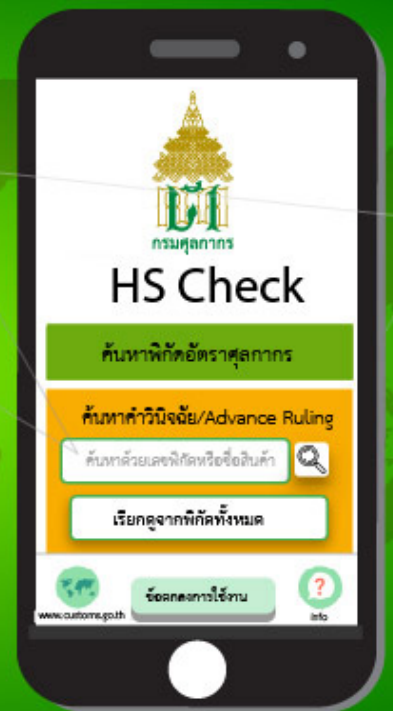 กรมศุลกากร
HS Check
ค้นหาพิกัดอัตราศุลกากร
ค้นหาคำวินิจฉัย/Advance Ruling
ค้นหาด้วยเลขพิกัดหรือชื่อสินค้า
เรียกดูจากพิกัดทั้งหมด
ข้อตกลงการใช้งาน
www.customs.go.th
info